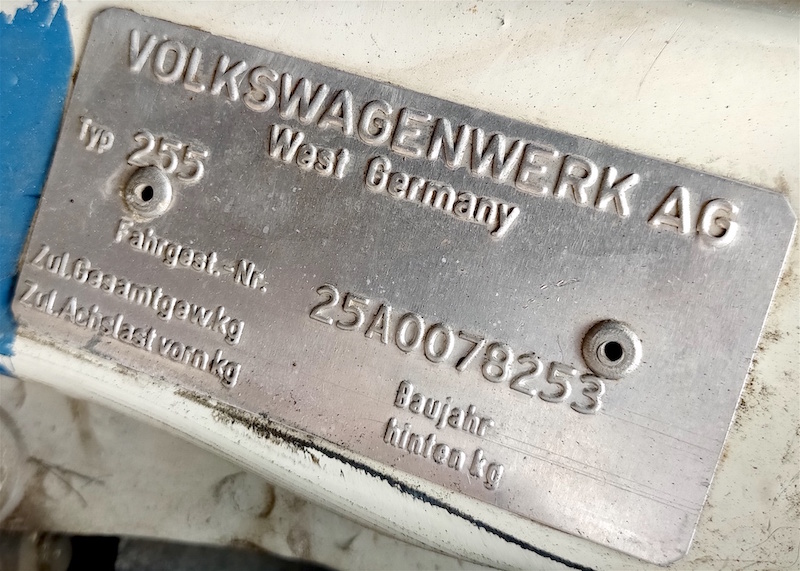 VOLKSWAGENWERK AG
West Germany
Typ 255
Fahrgest.-Nr. 25A0078253
Zul.Gesamtgew.kg Baujahr
Zul.Achslast vorn kg hinten kg